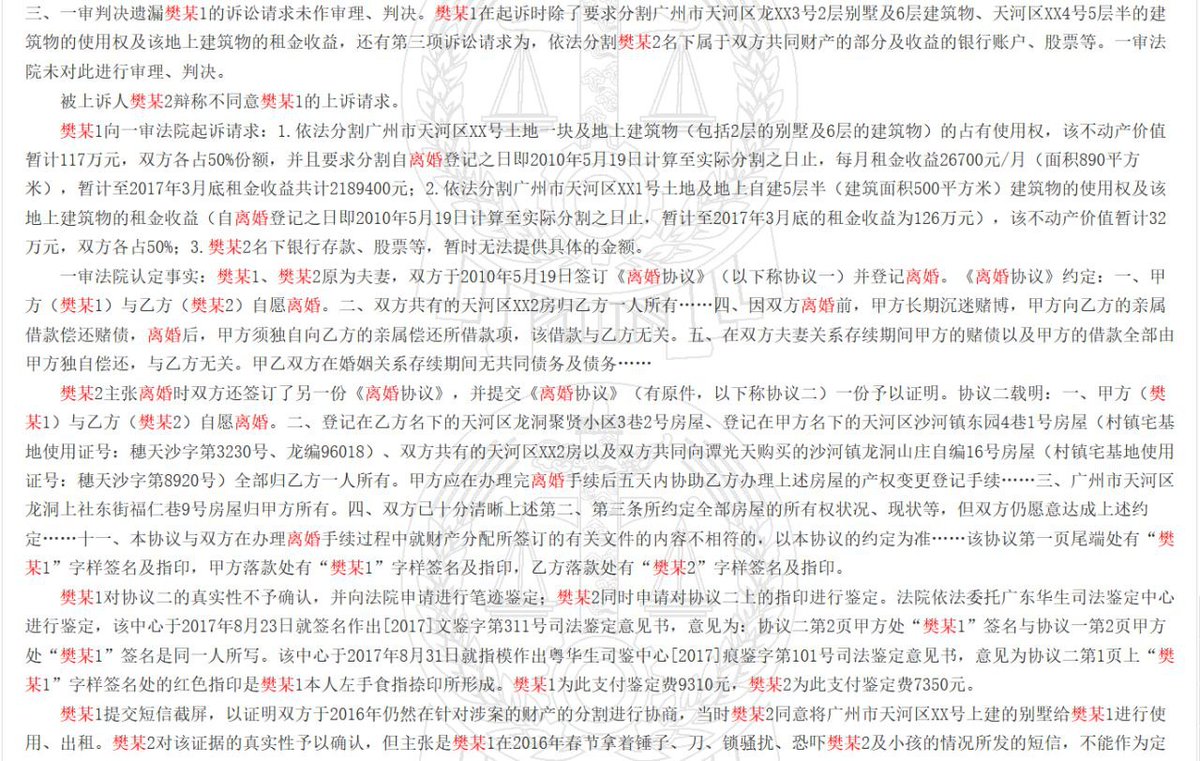 三、一审判决遗漏樊某1的诉讼请求未作审理、判决。樊某1在起诉时除了要求分割广州市天河区龙XX3号2层别墅及6层建筑物、天河区XX4号5层半的建
筑物的使用权及该地上建筑物的租金收益，还有第三项诉讼请求为，依法分割樊某2名下属于双方共同财产的部分及收益的银行账户、股票等。一审法
院未对此进行审理、判决。
被上诉人樊某2辩称不同意樊某1的上诉请求。
樊某1向一审法院起诉请求：1.依法分割广州市天河区XX号土地一块及地上建筑物（包括2层的别墅及6层的建筑物）的占有使用权，该不动产价值
暂计117万元，双方各占50%份额，并且要求分割自离婚登记之日即2010年5月19日计算至实际分割之日止，每月租金收益26700元/月（面积890平方
米），暂计至2017年3月底租金收益共计2189400元；2.依法分割广州市天河区XX1号土地及地上自建5层半（建筑面积500平方米）建筑物的使用权及该
地上建筑物的租金收益（自离婚登记之日即2010年5月19日计算至实际分割之日止，暂计至2017年3月底的租金收益为126万元），该不动产价值暂计32
万元，双方各占50%；3.樊某2名下银行存款、股票等，暂时无法提供具体的金额。
一审法院认定事实：樊某1、樊某2原为夫妻，双方于2010年5月19日签订《离婚协议》（以下称协议一）并登记离婚。《离婚协议》约定：一、甲
方（樊某1）与乙方（樊某2）自愿离婚。二、双方共有的天河区XX2房归乙方一人所有……四、因双方离婚前，甲方长期沉迷赌博，甲方向乙方的亲属
借款偿还赌债，离婚后，甲方须独自向乙方的亲属偿还所借款项，该借款与乙方无关。五、在双方夫妻关系存续期间甲方的赌债以及甲方的借款全部由
甲方独自偿还，与乙方无关。甲乙双方在婚姻关系存续期间无共同债务及债务……
樊某2主张离婚时双方还签订了另一份《离婚协议》，并提交《离婚协议》（有原件，以下称协议二）一份予以证明。协议二载明：一、甲方（樊
某1）与乙方（樊某2）自愿离婚。二、登记在乙方名下的天河区龙洞聚贤小区3巷2号房屋、登记在甲方名下的天河区沙河镇东园4巷1号房屋（村镇宅基
地使用证号：穗天沙字第3230号、龙编96018）、双方共有的天河区XX2房以及双方共同向谭光天购买的沙河镇龙洞山庄自编16号房屋（村镇宅基地使用
证号：穗天沙字第8920号）全部归乙方一人所有。甲方应在办理完离婚手续后五天内协助乙方办理上述房屋的产权变更登记手续……三、广州市天河区
龙洞上社东街福仁巷9号房屋归甲方所有。四、双方已十分清晰上述第二、第三条所约定全部房屋的所有权状况、现状等，但双方仍愿意达成上述约
定……十一、本协议与双方在办理离婚手续过程中就财产分配所签订的有关文件的内容不相符的，以本协议的约定为准……该协议第一页尾端处有“樊
某1”字样签名及指印，甲方落款处有“樊某1”字样签名及指印，乙方落款处有“樊某2”字样签名及指印。
樊某1对协议二的真实性不予确认，并向法院申请进行笔迹鉴定；樊某2同时申请对协议二上的指印进行鉴定。法院依法委托广东华生司法鉴定中心
进行鉴定，该中心于2017年8月23日就签名作出[2017]文鉴字第311号司法鉴定意见书，意见为：协议二第2页甲方处“樊某1”签名与协议一第2页甲方
处“樊某1”签名是同一人所写。该中心于2017年8月31日就指模作出粤华生司鉴中心[2017]痕鉴字第101号司法鉴定意见书，意见为协议二第1页上“樊
某1”字样签名处的红色指印是樊某1本人左手食指捺印所形成。樊某1为此支付鉴定费9310元，樊某2为此支付鉴定费7350元。
樊某1提交短信截屏，以证明双方于2016年仍然在针对涉案的财产的分割进行协商，当时樊某2同意将广州市天河区XX号上建的别墅给樊某1进行使
用、出租。樊某2对该证据的真实性予以确认，但主张是樊某1在2016年春节拿着锤子、刀、锁骚扰、恐吓樊某2及小孩的情况所发的短信，不能作为定